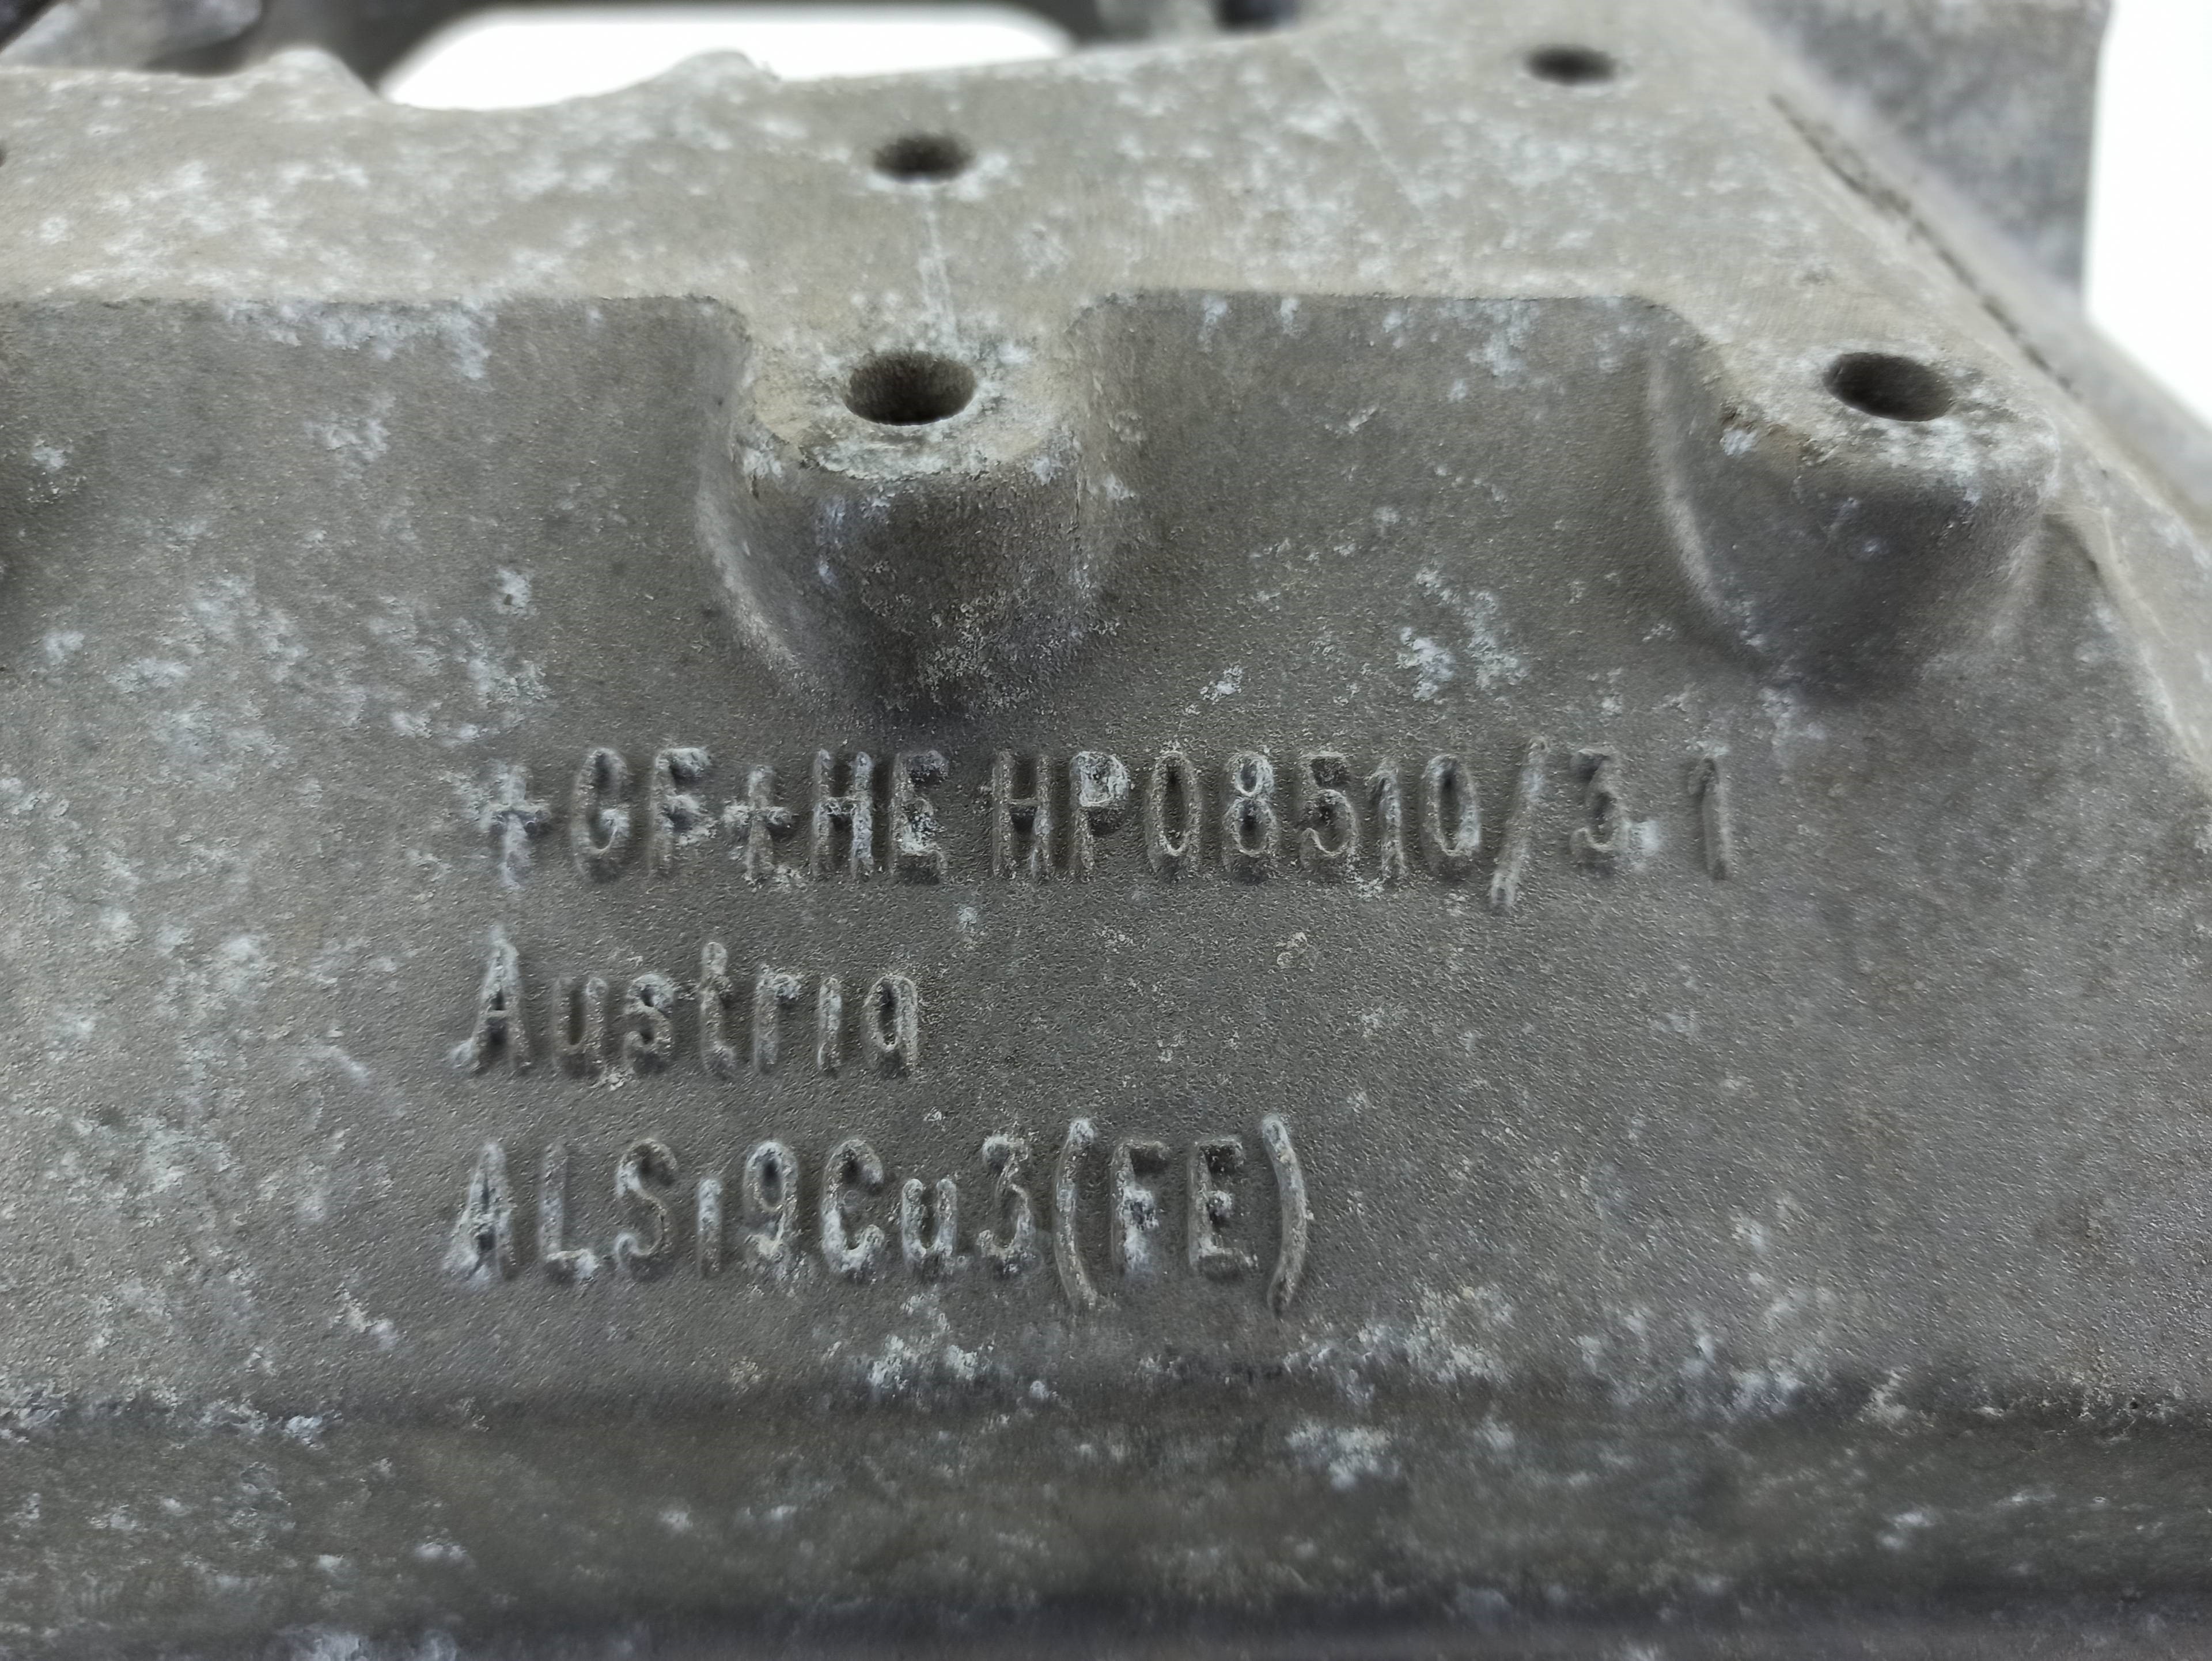 +GF+HE HP08510/3.1
Austria
ALSi9Cu3(FE)